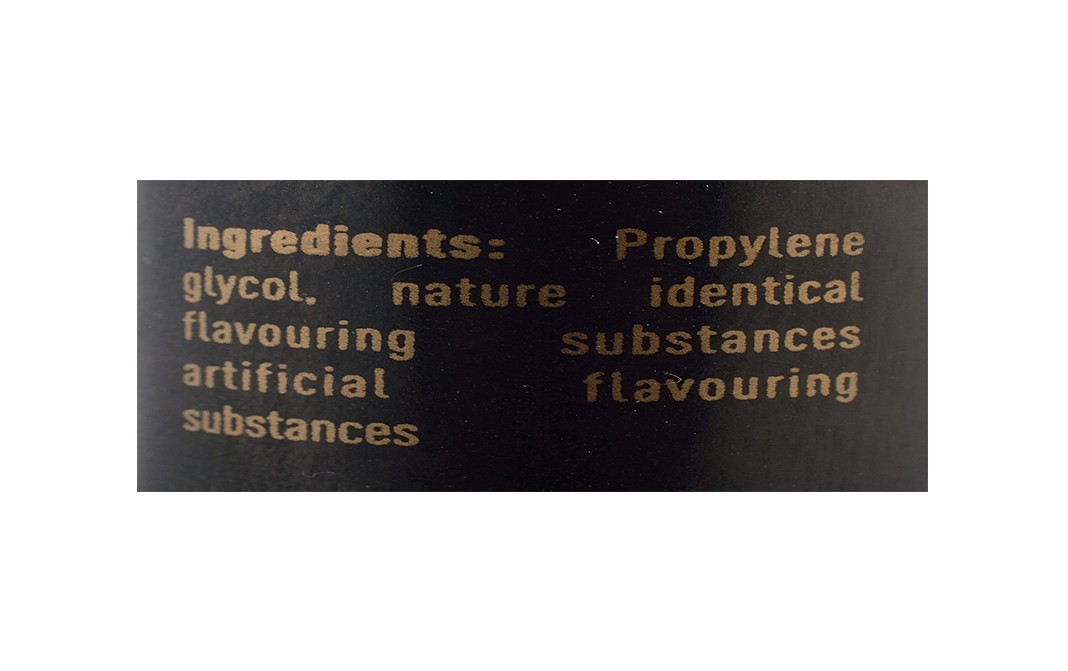 Ingredients: Propylene
glycol, nature identical
flavouring substances
artificial flavouring
substances